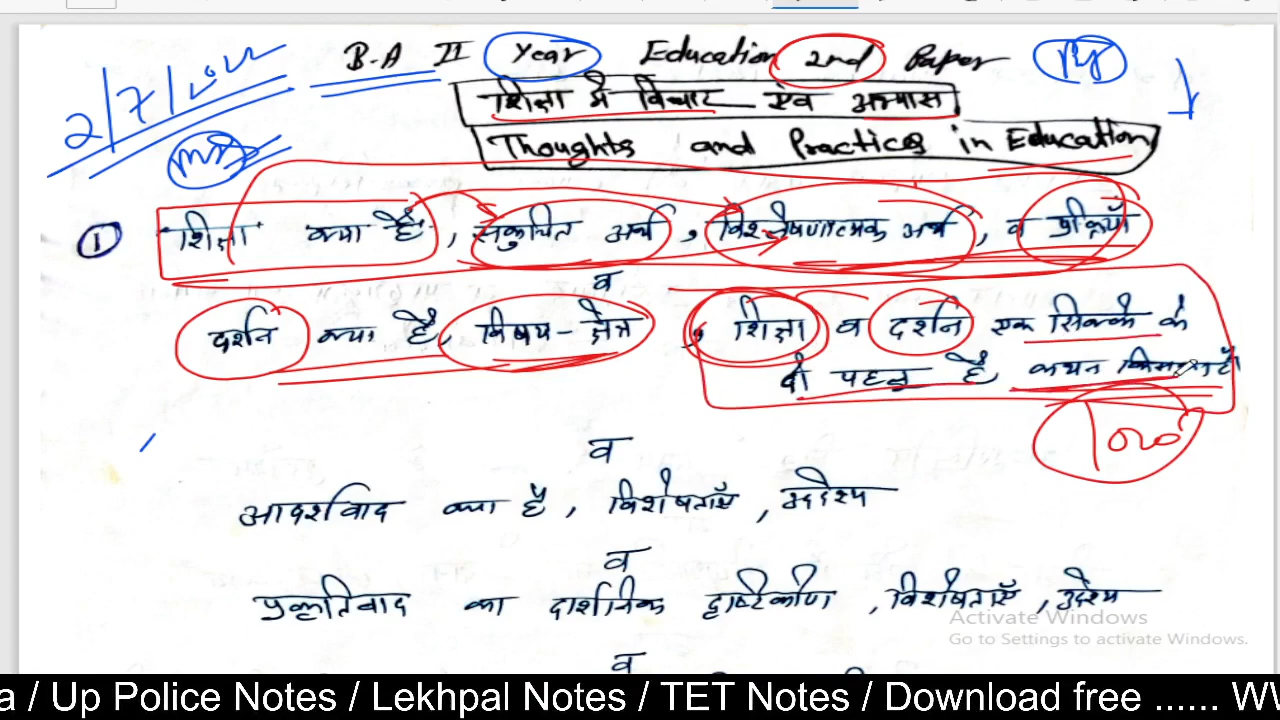 B.A II Year Education 2nd Paper
2/7/2022
शिक्षा में विचार एवं अभ्यास
Thoughts and Practices in Education
① शिक्षा क्या है, संकुचित अर्थ, विश्लेषणात्मक अर्थ, व प्रक्रियाँ
व
दर्शन क्या है, विषय-क्षेत्र, शिक्षा व दर्शन एक सिक्के के
दो पहलू है, कथन
100%
व
आदर्शवाद क्या है, विशेषताएँ, उद्देश्य
व
प्रकृतिवाद का दार्शनिक दृष्टिकोण, विशेषताएँ, उद्देश्य
व
Activate Windows
Go to Settings to activate Windows.
a / Up Police Notes / Lekhpal Notes / TET Notes / Download free ...... WV